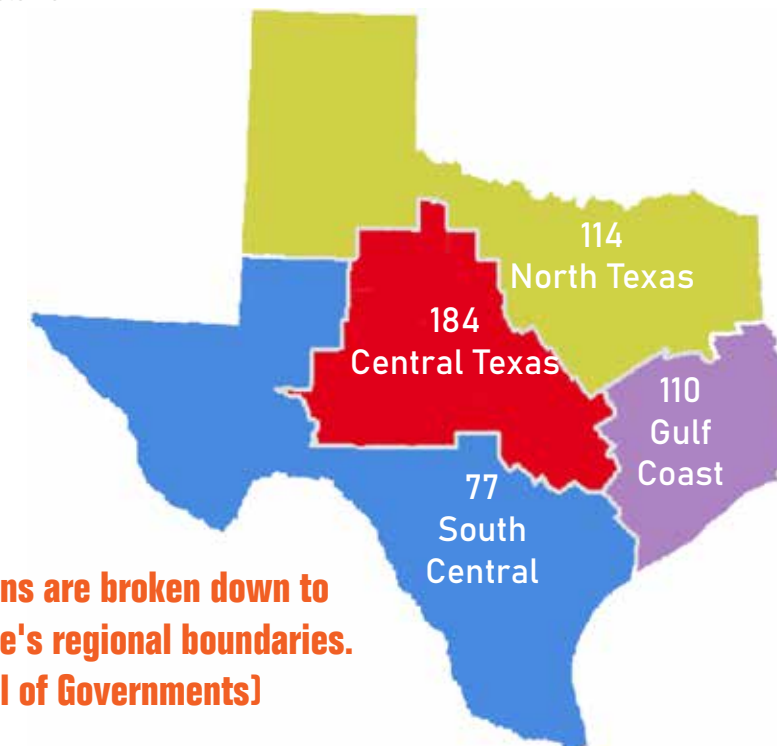 114
North Texas
184
Central Texas
110
Gulf
Coast
77
South
Central
ns are broken down to
e's regional boundaries.
l of Governments)